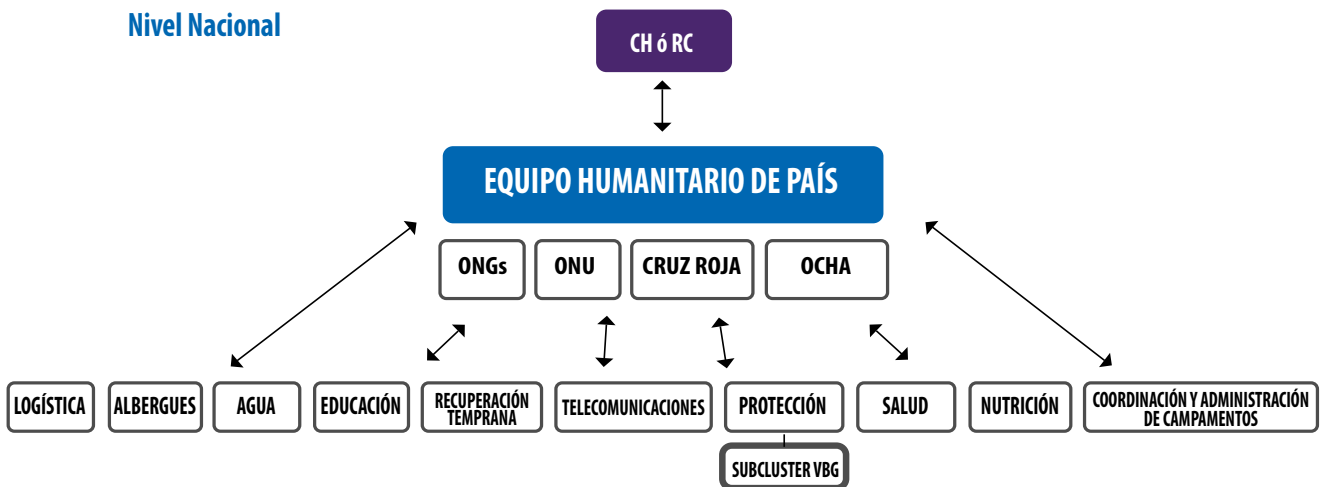 Nivel Nacional
CH ó RC
EQUIPO HUMANITARIO DE PAÍS
ONGs
ONU
CRUZ ROJA
OCHA
LOGÍSTICA
ALBERGUES
AGUA
EDUCACIÓN
RECUPERACIÓN
TEMPRANA
TELECOMUNICACIONES
PROTECCIÓN
SALUD
NUTRICIÓN
COORDINACIÓN Y ADMINISTRACIÓN
DE CAMPAMENTOS
SUBCLUSTER VBG